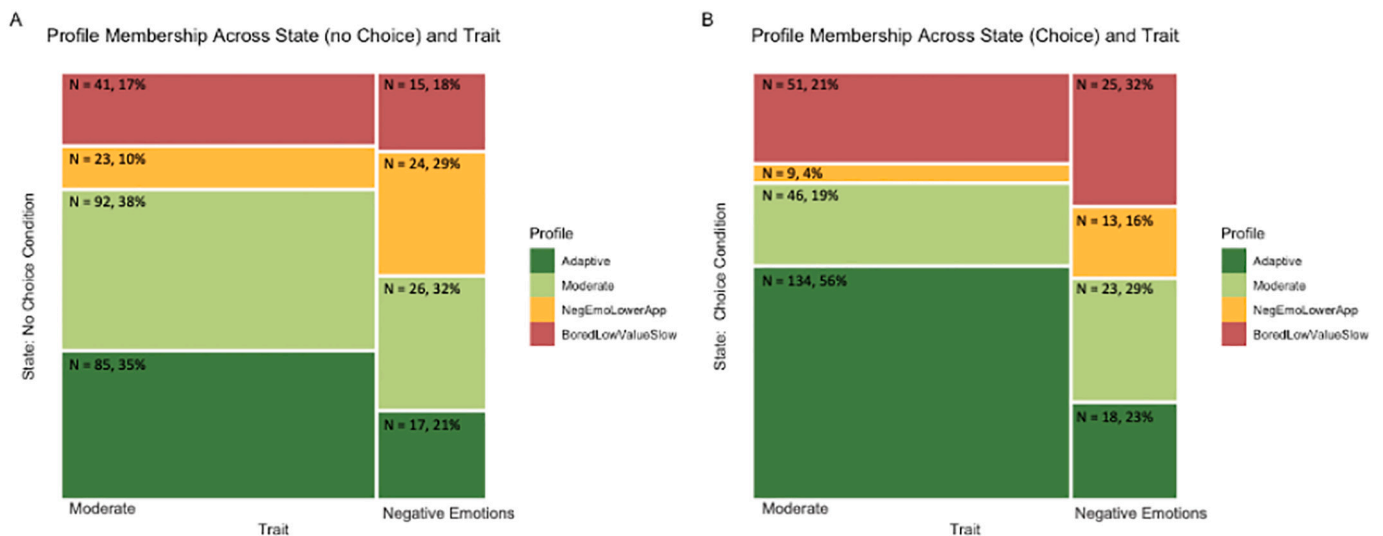 A
Profile Membership Across State (no Choice) and Trait
State: No Choice Condition
N = 41, 17%
N = 23, 10%
N = 92, 38%
N = 85, 35%
N = 15, 18%
N = 24, 29%
N = 26, 32%
N = 17, 21%
Moderate
Negative Emotions
Trait
Profile
Adaptive
Moderate
NegEmoLowerApp
BoredLowValueSlow
B
Profile Membership Across State (Choice) and Trait
State: Choice Condition
N = 51, 21%
N = 9, 4%
N = 46, 19%
N = 134, 56%
N = 25, 32%
N = 13, 16%
N = 23, 29%
N = 18, 23%
Moderate
Negative Emotions
Trait
Profile
Adaptive
Moderate
NegEmoLowerApp
BoredLowValueSlow